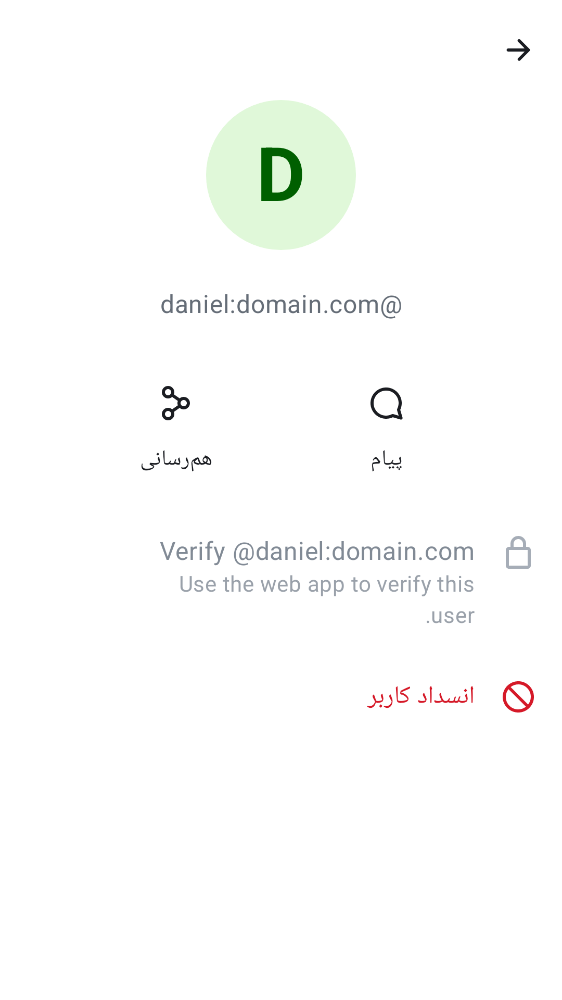 D
daniel:domain.com@
پیام
هم‌رسانی
Verify @daniel:domain.com
Use the web app to verify this
.user
انسداد کاربر